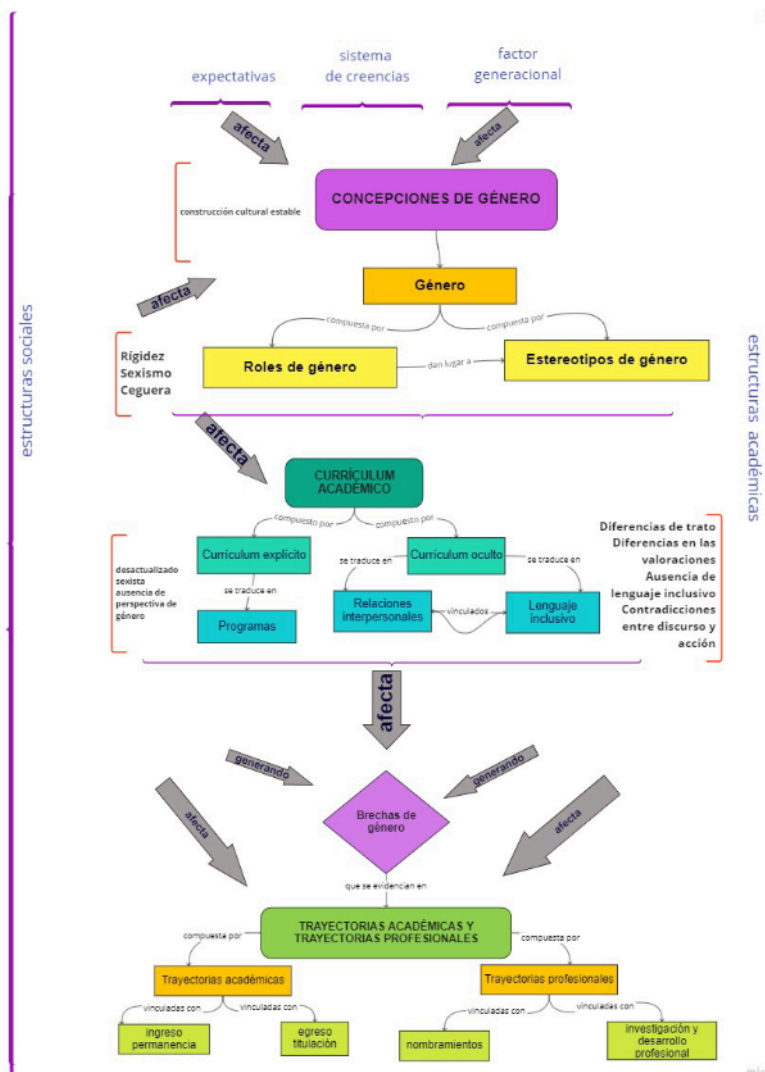 expectativas
sistema
de creencias
factor
generacional
afecta
afecta
CONCEPCIONES DE GÉNERO
construcción cultural estable
Género
afecta
compuesta por
compuesta por
estructuras sociales
estructuras académicas
Rígidez
Sexismo
Ceguera
Roles de género
dan lugar a
Estereotipos de género
afecta
CURRÍCULUM
ACADÉMICO
compuesto por
compuesto por
Currículum explícito
Currículum oculto
Diferencias de trato
Diferencias en las
valoraciones
Ausencia de
lenguaje inclusivo
Contradicciones
entre discurso y
acción
desactualizado
sexista
ausencia de
perspectiva de
género
se traduce en
se traduce en
se traduce en
Programas
Relaciones
interpersonales
vinculados
Lenguaje
inclusivo
afecta
generando
generando
afecta
afecta
Brechas de
género
que se evidencian en
TRAYECTORIAS ACADÉMICAS Y
TRAYECTORIAS PROFESIONALES
compuesta por
compuesta por
Trayectorias académicas
Trayectorias profesionales
vinculadas con
vinculadas con
vinculadas con
vinculadas con
ingreso
permanencia
egreso
titulación
nombramientos
investigación y
desarrollo
profesional